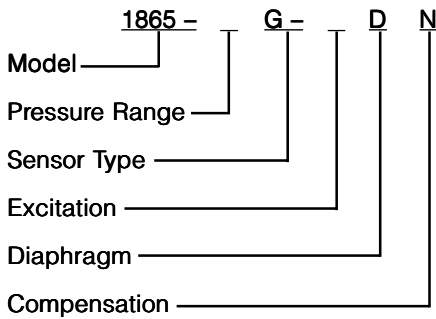 1865 – _ G – _ D N
Model
Pressure Range
Sensor Type
Excitation
Diaphragm
Compensation